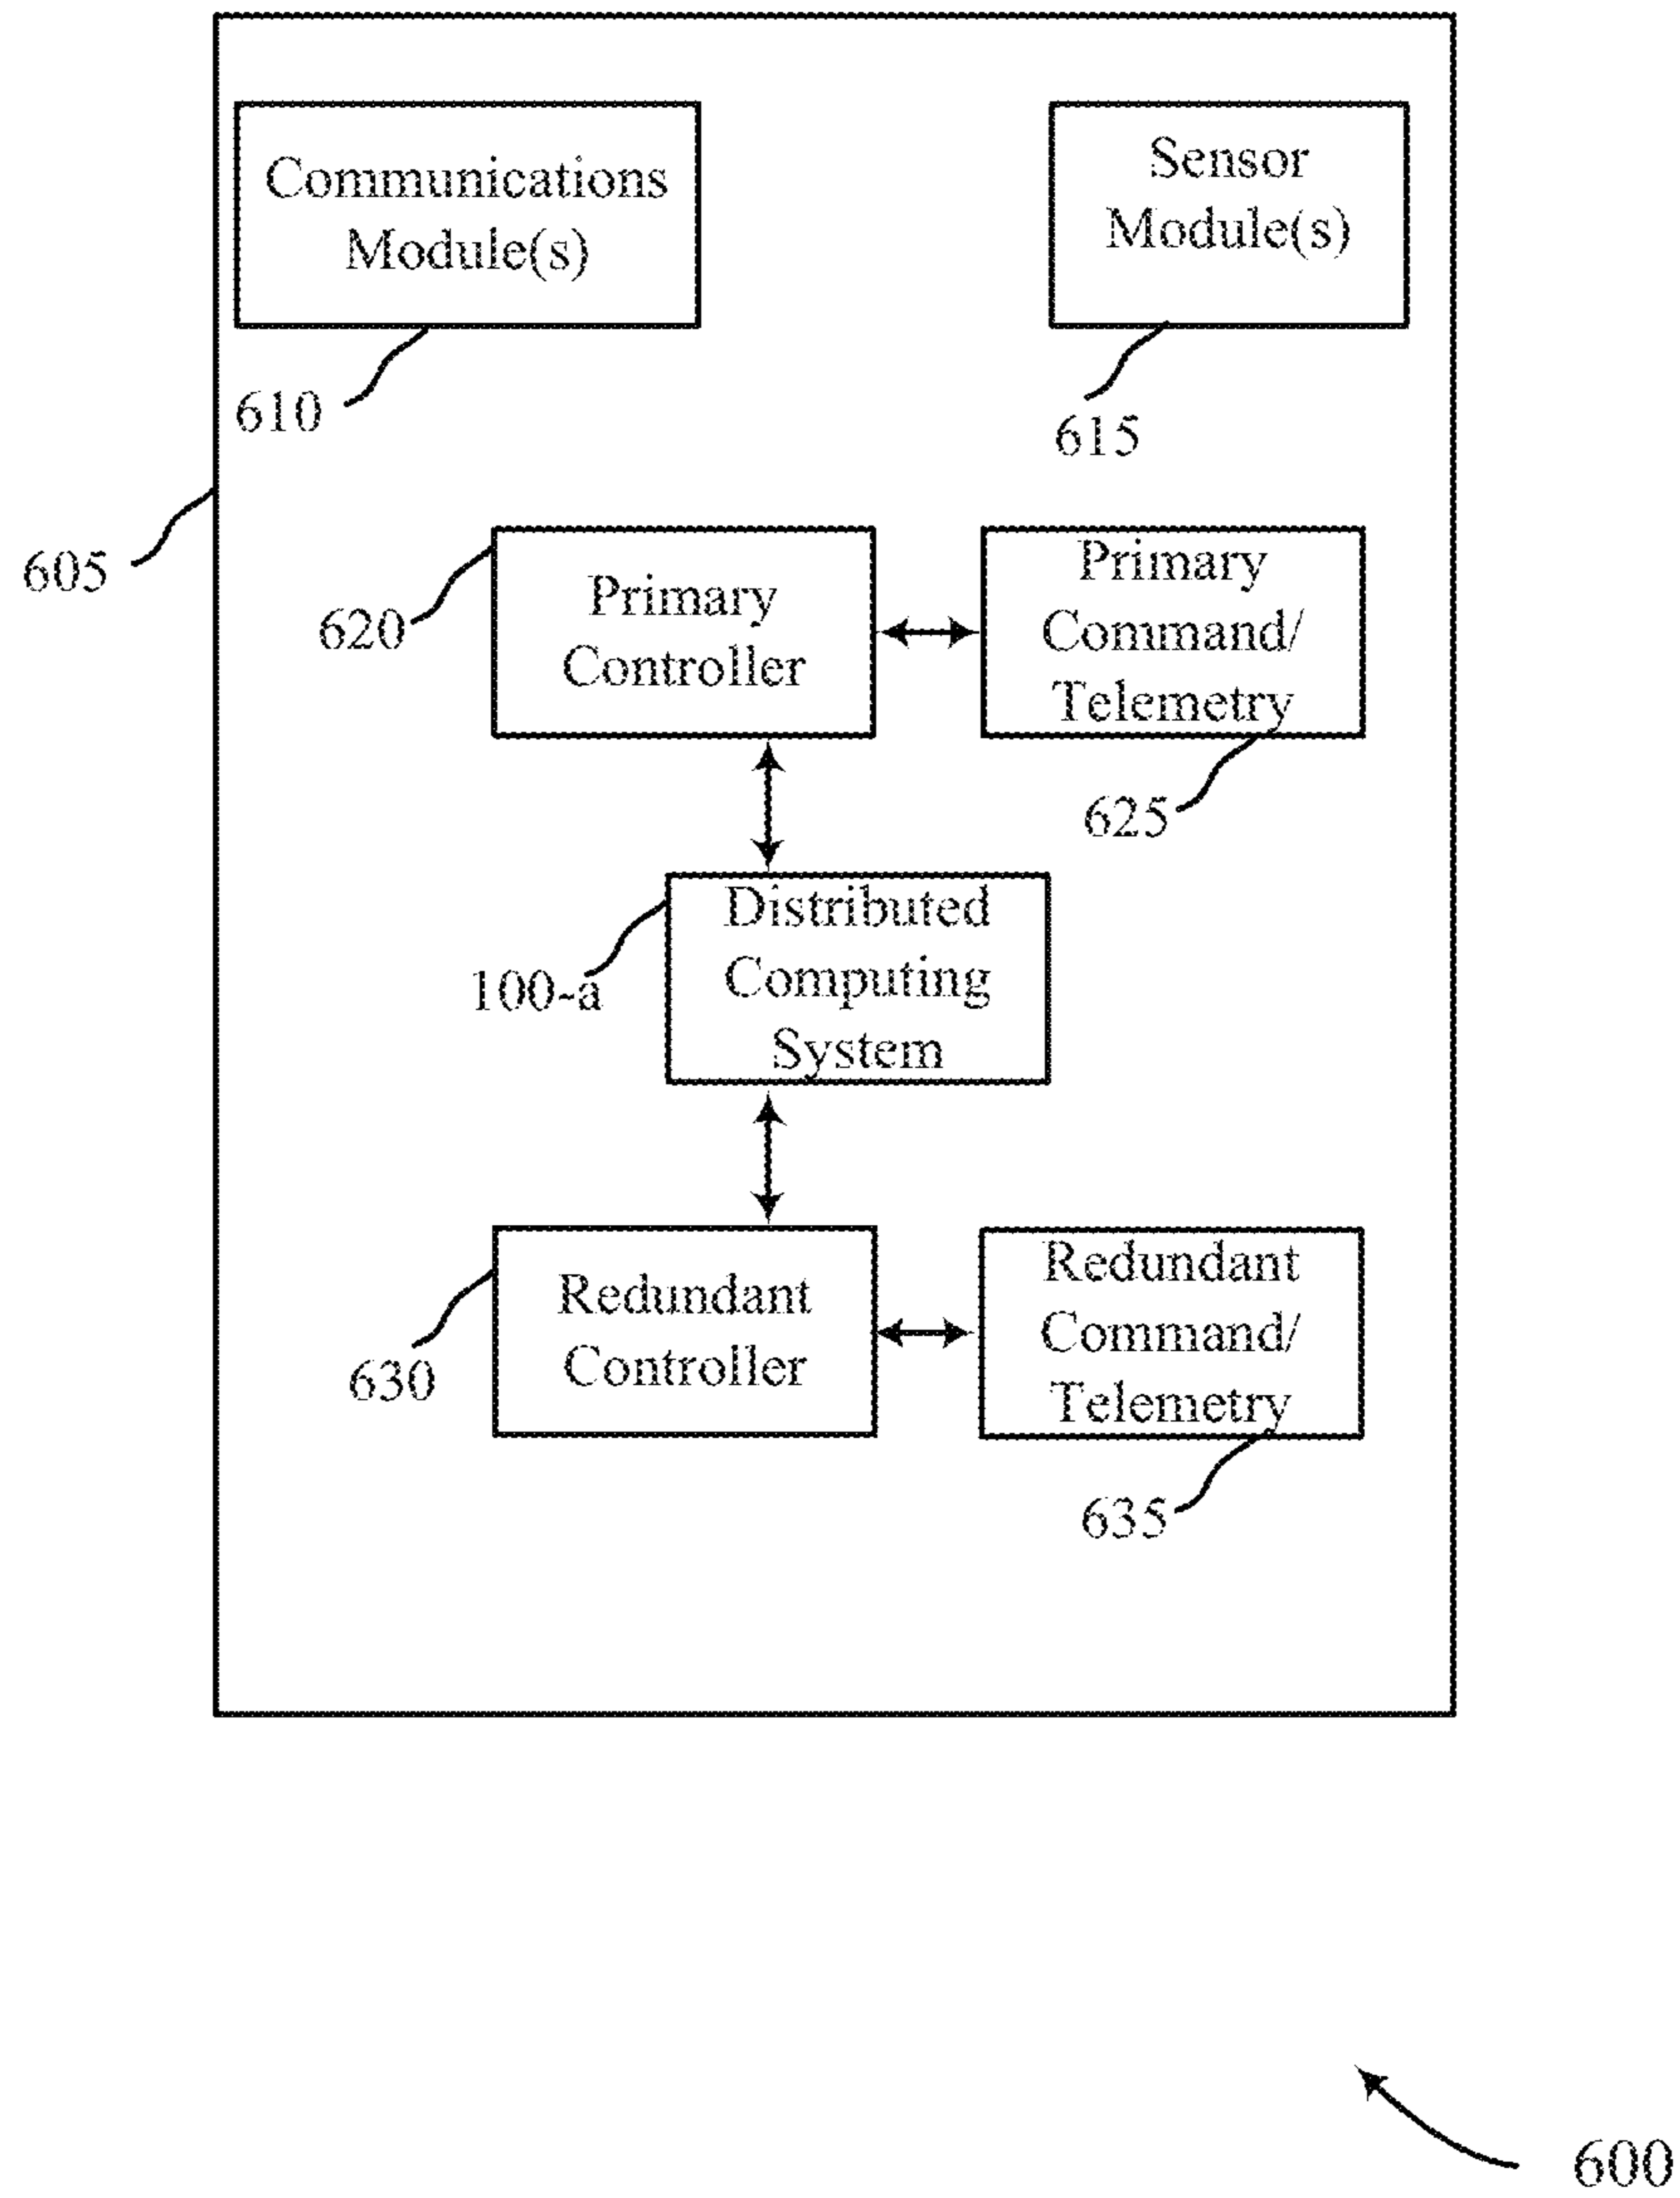 Communications
Module(s)
Sensor
Module(s)
610
615
605
620
Primary
Controller
Primary
Command/
Telemetry
625
100-a
Distributed
Computing
System
630
Redundant
Controller
Redundant
Command/
Telemetry
635
600